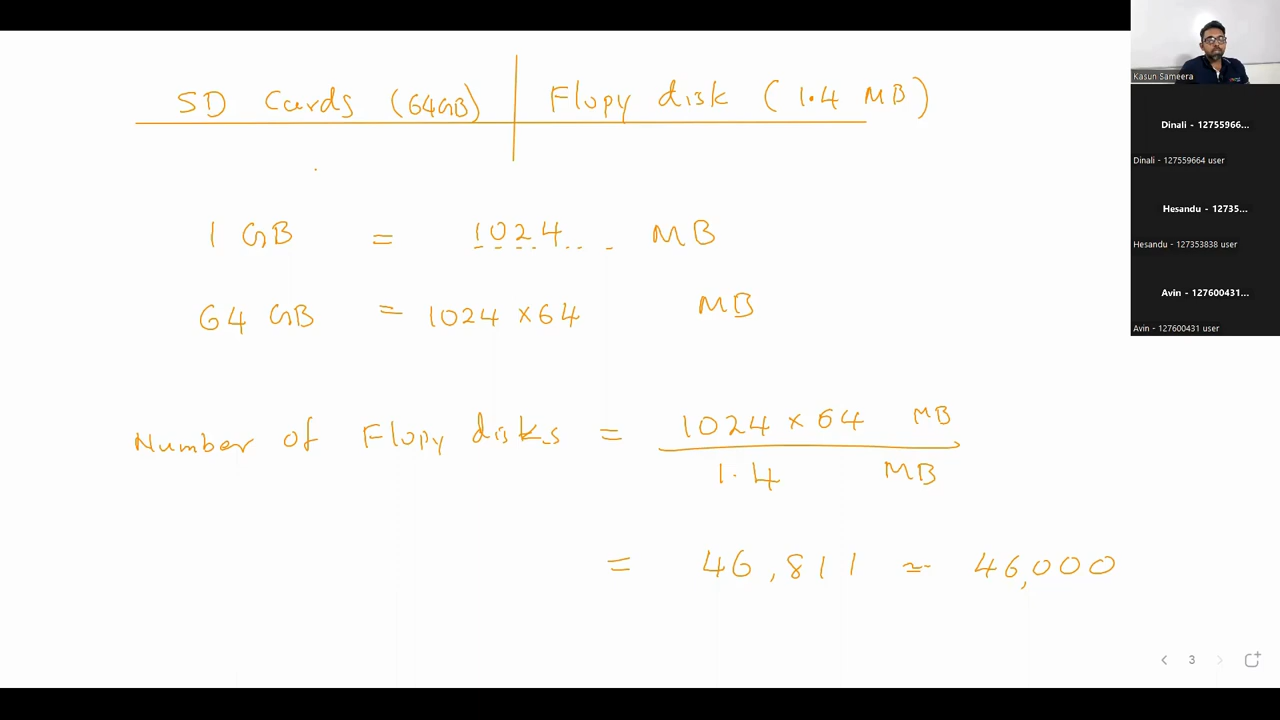 SD Cards (64GB) Flopy disk (1.4 MB)
1 GB = 1024 MB
64 GB = 1024 × 64 MB
Number of Flopy disks = 1024 × 64 MB
1.4 MB
= 46,811 ≃ 46,000
3
Kasun Sameera
Dinali - 12755966...
Dinali - 127559664 user
Hesandu - 12735...
Hesandu - 127353838 user
Avin - 127600431...
Avin - 127600431 user